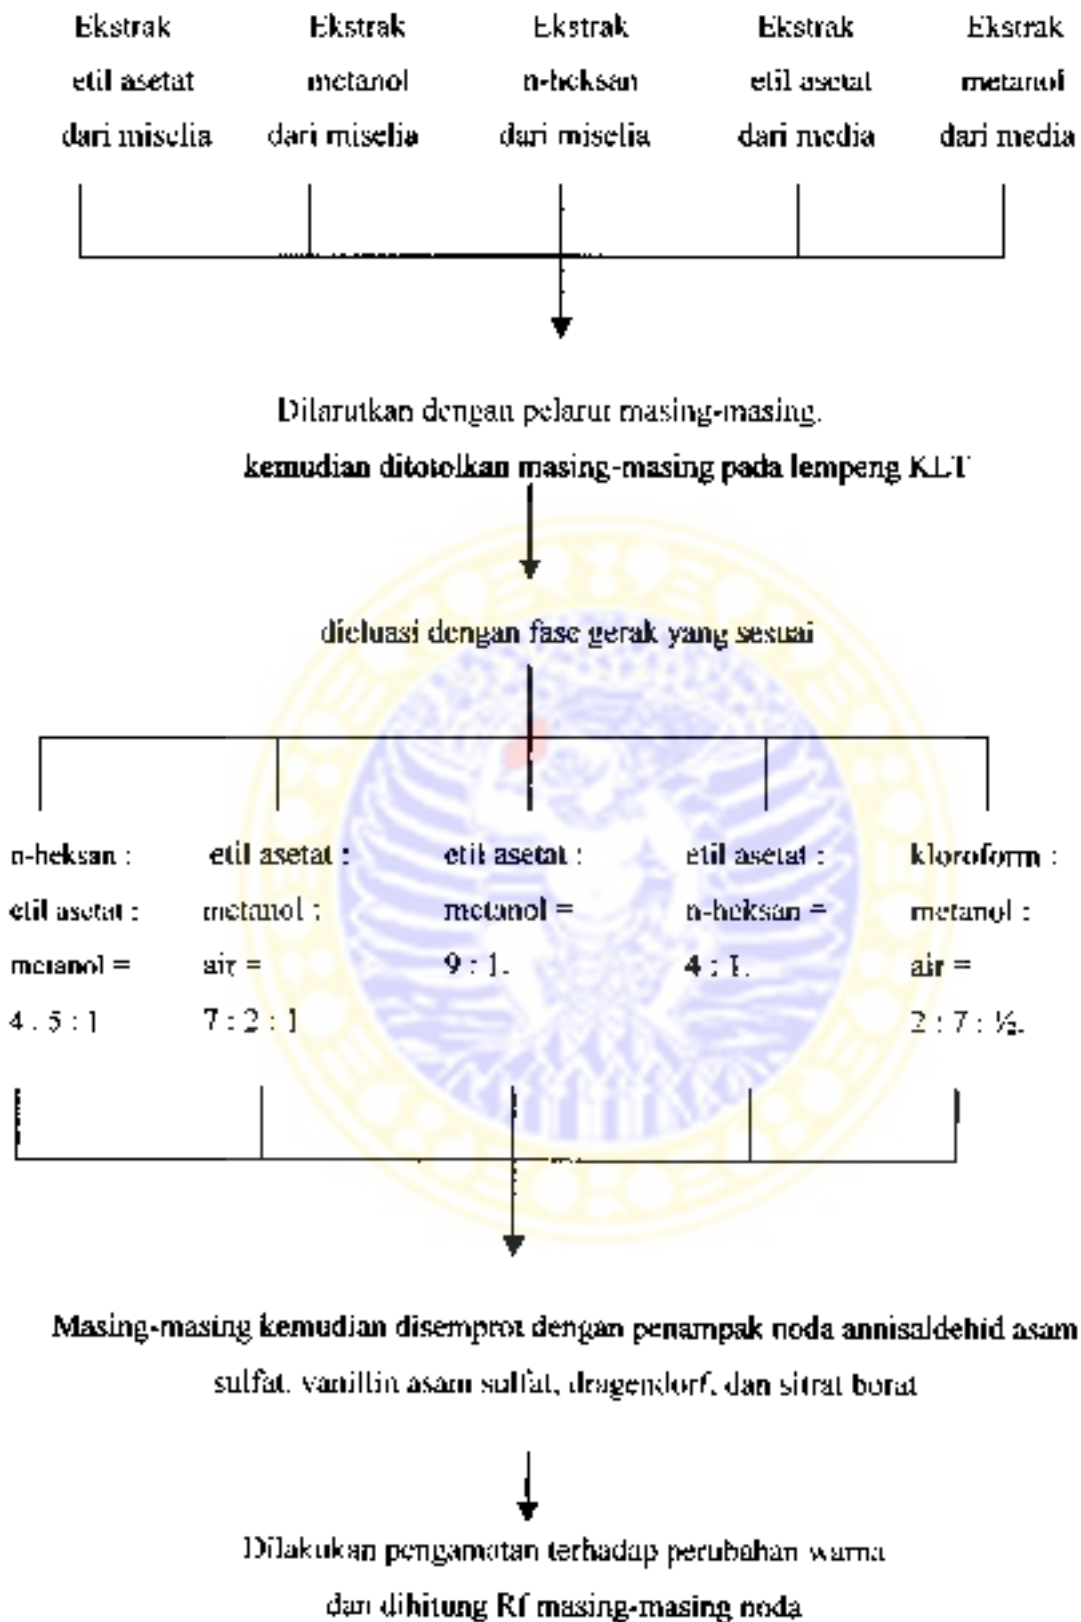 Ekstrak
etil asetat
dari miselia
Ekstrak
metanol
dari miselia
Ekstrak
n-heksan
dari miselia
Ekstrak
etil asetat
dari media
Ekstrak
metanol
dari media
Dilarutkan dengan pelarut masing-masing.
kemudian ditotolkan masing-masing pada lempeng KLT
dieluasi dengan fase gerak yang sesuai
n-heksan :
etil asetat :
metanol =
4 : 5 : 1
etil asetat :
metanol :
air =
7 : 2 : 1
etil asetat :
metanol =
9 : 1.
etil asetat :
n-heksan =
4 : 1.
kloroform :
metanol :
air =
2 : 7 : ½.
Masing-masing kemudian disemprot dengan penampak noda annisaldehid asam
sulfat, vanillin asam sulfat, dragendorf, dan sitrat borat
Dilakukan pengamatan terhadap perubahan warna
dan dihitung Rf masing-masing noda